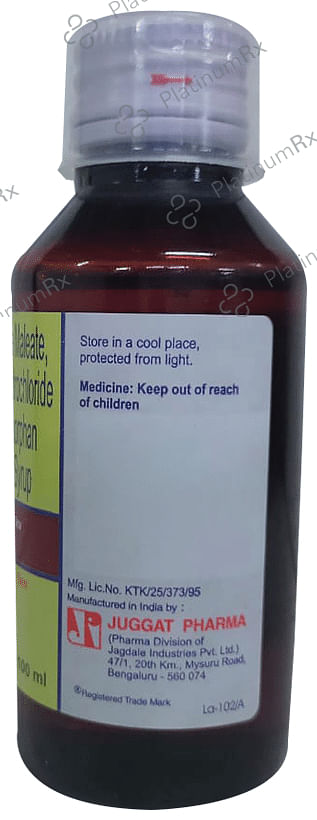 PlatinumRx
PlatinumRx
PlatinumRx
Maleate,
Store in a cool place,
protected from light.
Medicine: Keep out of reach
of children
Syrup
Mfg. Lic.No. KTK/25/373/95
Manufactured in India by :
JUGGAT PHARMA
(Pharma Division of
Jagdale Industries Pvt. Ltd.)
47/1, 20th Km., Mysuru Road,
Bengaluru - 560 074
®Registered Trade Mark
La-102/A